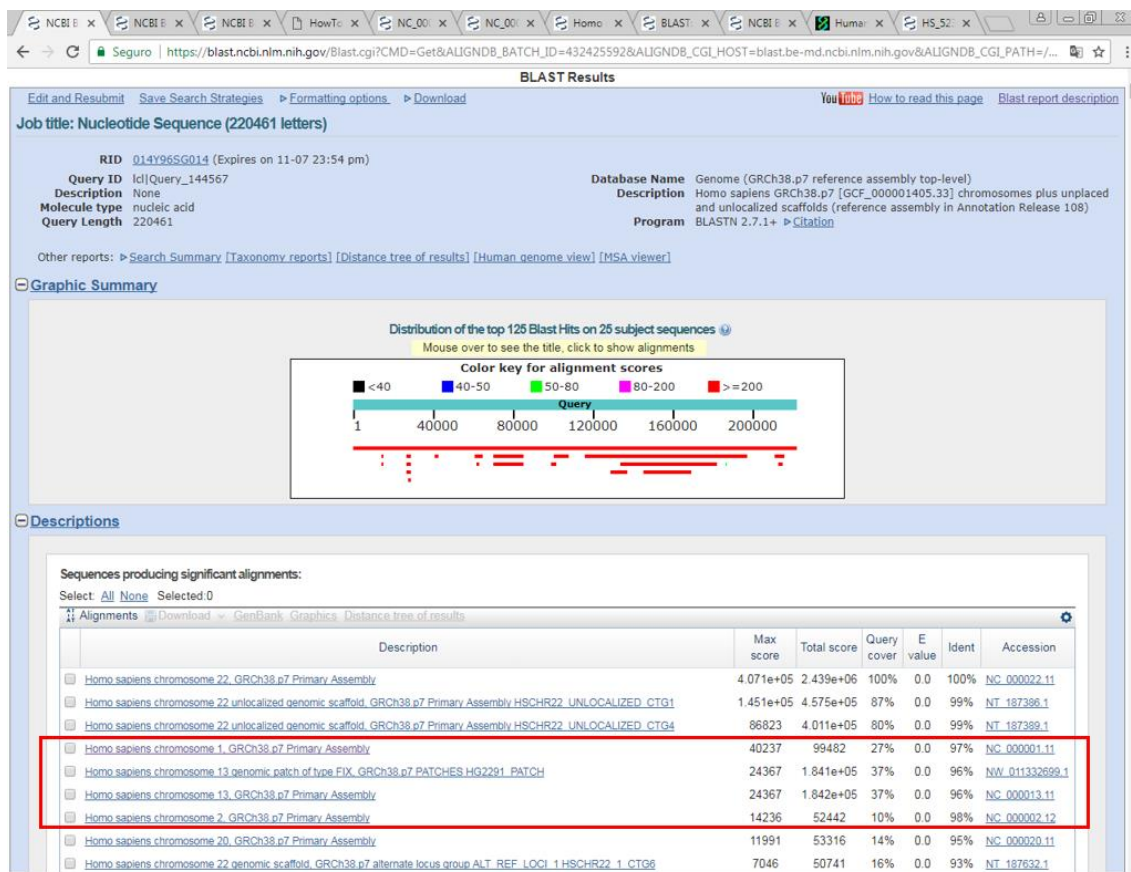 NCBI B
NCBI B
NCBI B
HowTo
NC_00
NC_00
Homo
BLAST:
NCBI B
Human
HS_52
Seguro | https://blast.ncbi.nlm.nih.gov/Blast.cgi?CMD=Get&ALIGNDB_BATCH_ID=432425592&ALIGNDB_CGI_HOST=blast.be-md.ncbi.nlm.nih.gov&ALIGNDB_CGI_PATH=/...
BLAST Results
Edit and Resubmit Save Search Strategies Formatting options Download YouTube How to read this page Blast report description
Job title: Nucleotide Sequence (220461 letters)
RID 014Y96SG014 (Expires on 11-07 23:54 pm)
Query ID lcl|Query_144567
Description None
Molecule type nucleic acid
Query Length 220461
Database Name Genome (GRCh38.p7 reference assembly top-level)
Description Homo sapiens GRCh38.p7 [GCF_000001405.33] chromosomes plus unplaced
and unlocalized scaffolds (reference assembly in Annotation Release 108)
Program BLASTN 2.7.1+ Citation
Other reports: Search Summary [Taxonomy reports] [Distance tree of results] [Human genome view] [MSA viewer]
Graphic Summary
Distribution of the top 125 Blast Hits on 25 subject sequences
Mouse over to see the title, click to show alignments
Color key for alignment scores
<40 40-50 50-80 80-200 >=200
Query
1 40000 80000 120000 160000 200000
Descriptions
Sequences producing significant alignments:
Select: All None Selected:0
Alignments Download GenBank Graphics Distance tree of results
Description Max score Total score Query cover E value Ident Accession
Homo sapiens chromosome 22, GRCh38.p7 Primary Assembly 4.071e+05 2.439e+06 100% 0.0 100% NC_000022.11
Homo sapiens chromosome 22 unlocalized genomic scaffold, GRCh38.p7 Primary Assembly HSCHR22_UNLOCALIZED_CTG1 1.451e+05 4.575e+05 87% 0.0 99% NT_187386.1
Homo sapiens chromosome 22 unlocalized genomic scaffold, GRCh38.p7 Primary Assembly HSCHR22_UNLOCALIZED_CTG4 86823 4.011e+05 80% 0.0 99% NT_187389.1
Homo sapiens chromosome 1, GRCh38.p7 Primary Assembly 40237 99482 27% 0.0 97% NC_000001.11
Homo sapiens chromosome 13 genomic patch of type FIX, GRCh38.p7 PATCHES HG2291_PATCH 24367 1.841e+05 37% 0.0 96% NW_011332699.1
Homo sapiens chromosome 13, GRCh38.p7 Primary Assembly 24367 1.842e+05 37% 0.0 96% NC_000013.11
Homo sapiens chromosome 2, GRCh38.p7 Primary Assembly 14236 52442 10% 0.0 98% NC_000002.12
Homo sapiens chromosome 20, GRCh38.p7 Primary Assembly 11991 53316 14% 0.0 95% NC_000020.11
Homo sapiens chromosome 22 genomic scaffold, GRCh38.p7 alternate locus group ALT_REF_LOCI_1 HSCHR22_1_CTG6 7046 50741 16% 0.0 93% NT_187632.1